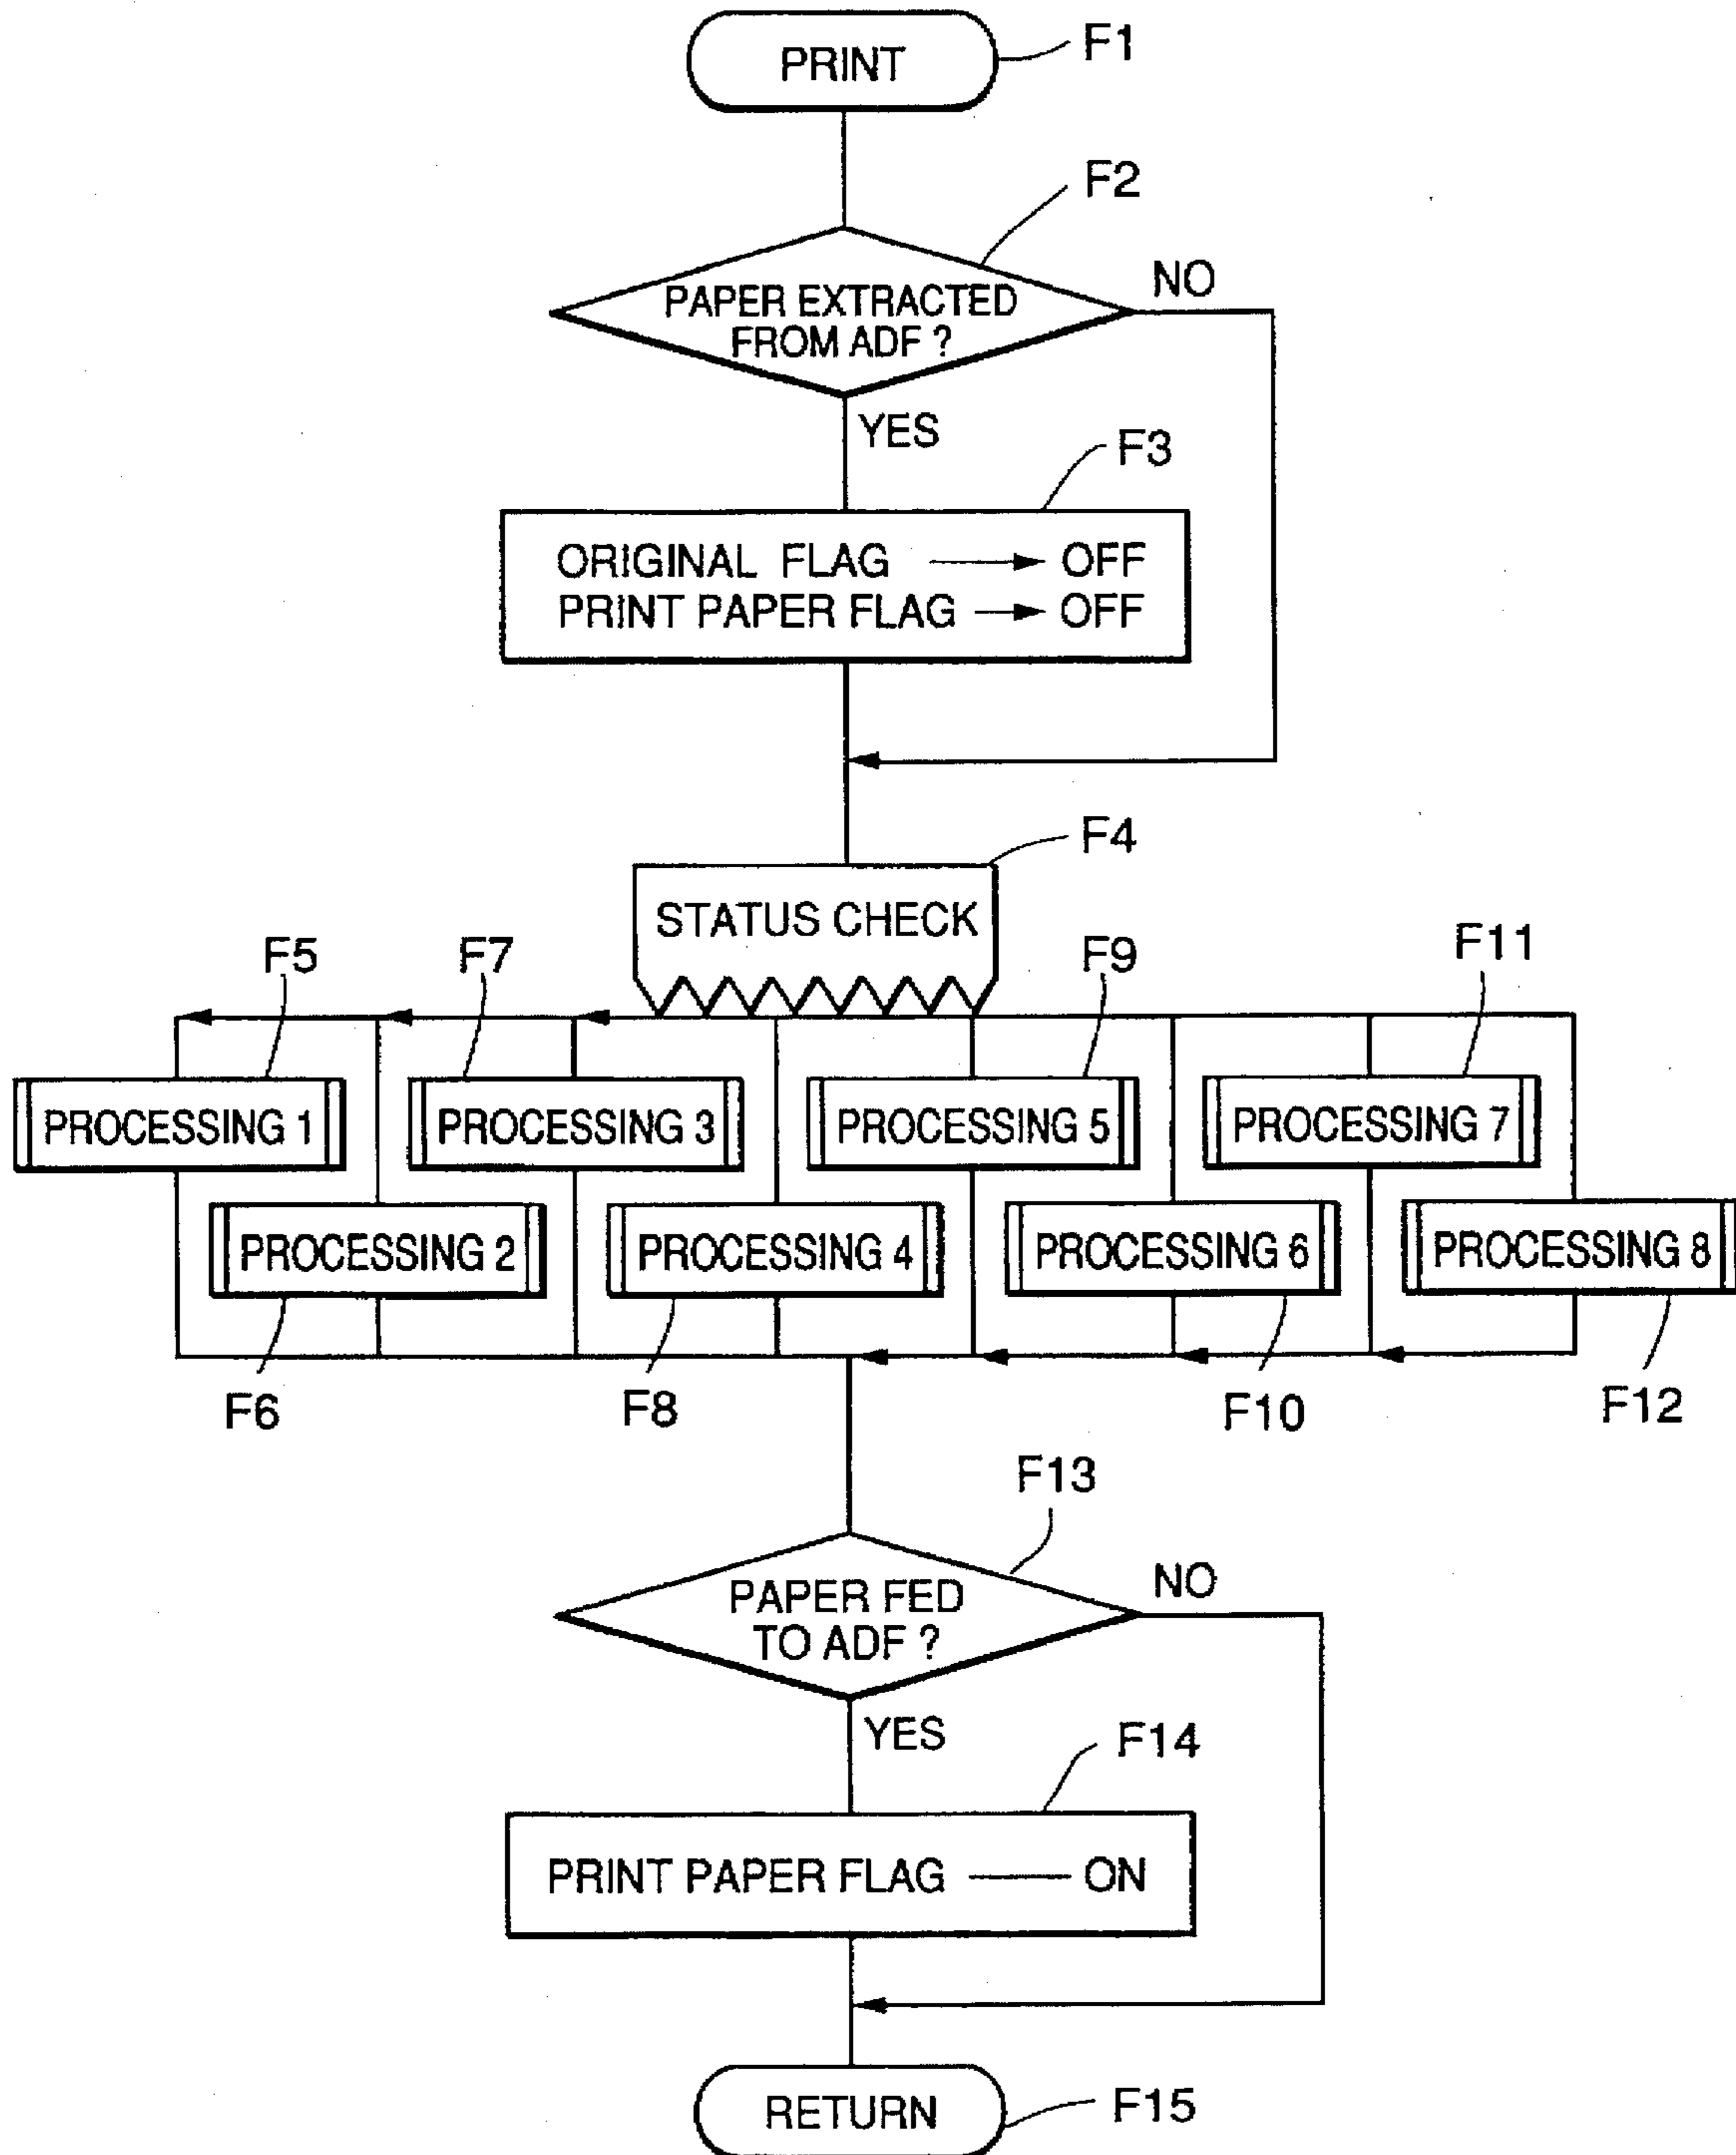 PRINT
F1
F2
PAPER EXTRACTED
FROM ADF ?
NO
YES
F3
ORIGINAL FLAG → OFF
PRINT PAPER FLAG → OFF
F4
STATUS CHECK
F5
F7
F9
F11
PROCESSING 1
PROCESSING 3
PROCESSING 5
PROCESSING 7
PROCESSING 2
PROCESSING 4
PROCESSING 6
PROCESSING 8
F6
F8
F10
F12
F13
PAPER FED
TO ADF ?
NO
YES
F14
PRINT PAPER FLAG — ON
RETURN
F15